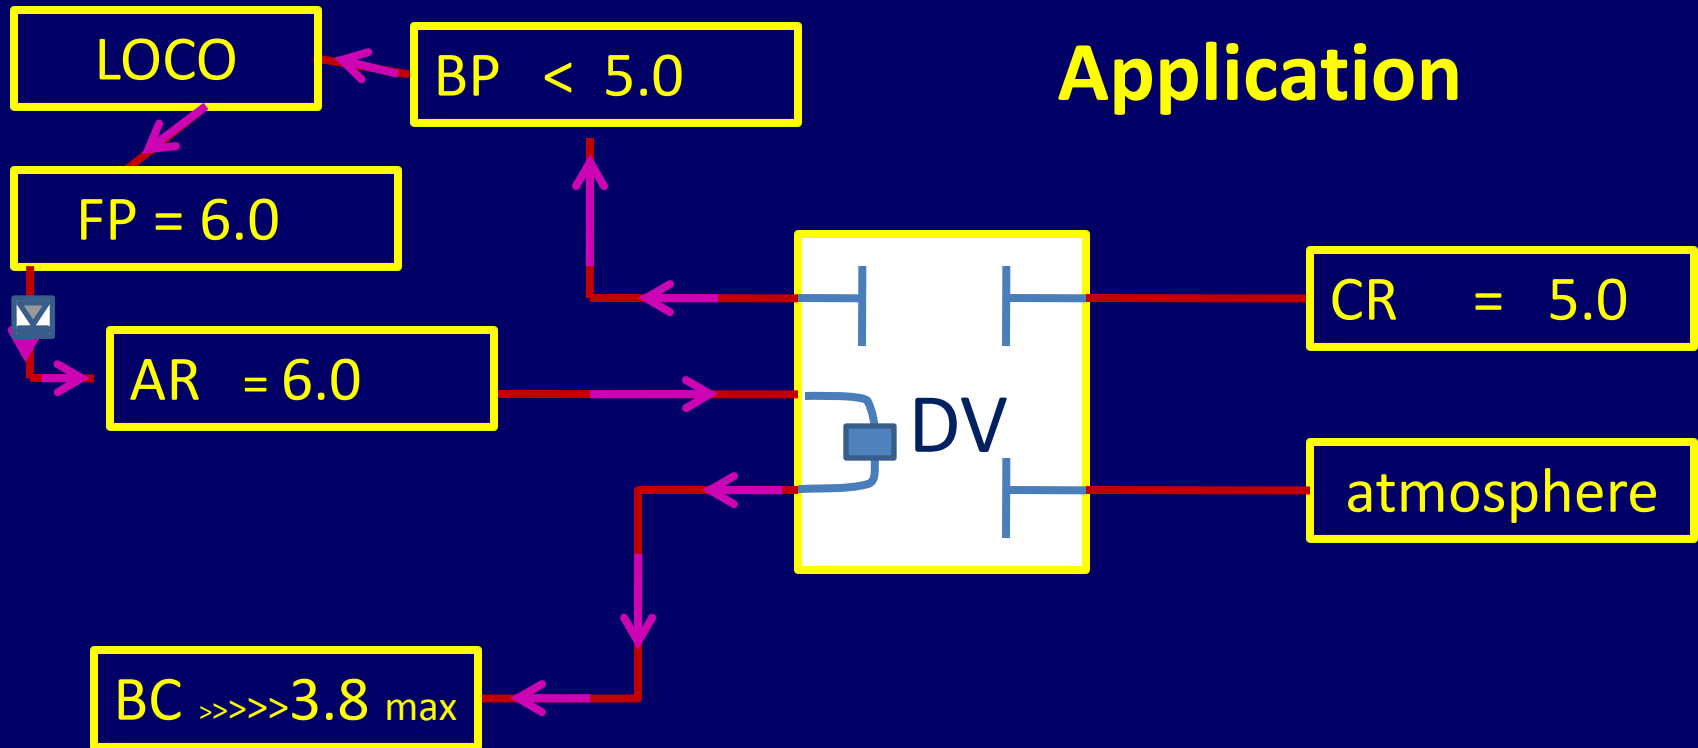 LOCO
BP < 5.0
Application
FP = 6.0
CR = 5.0
AR = 6.0
DV
atmosphere
BC >>>>>3.8 max